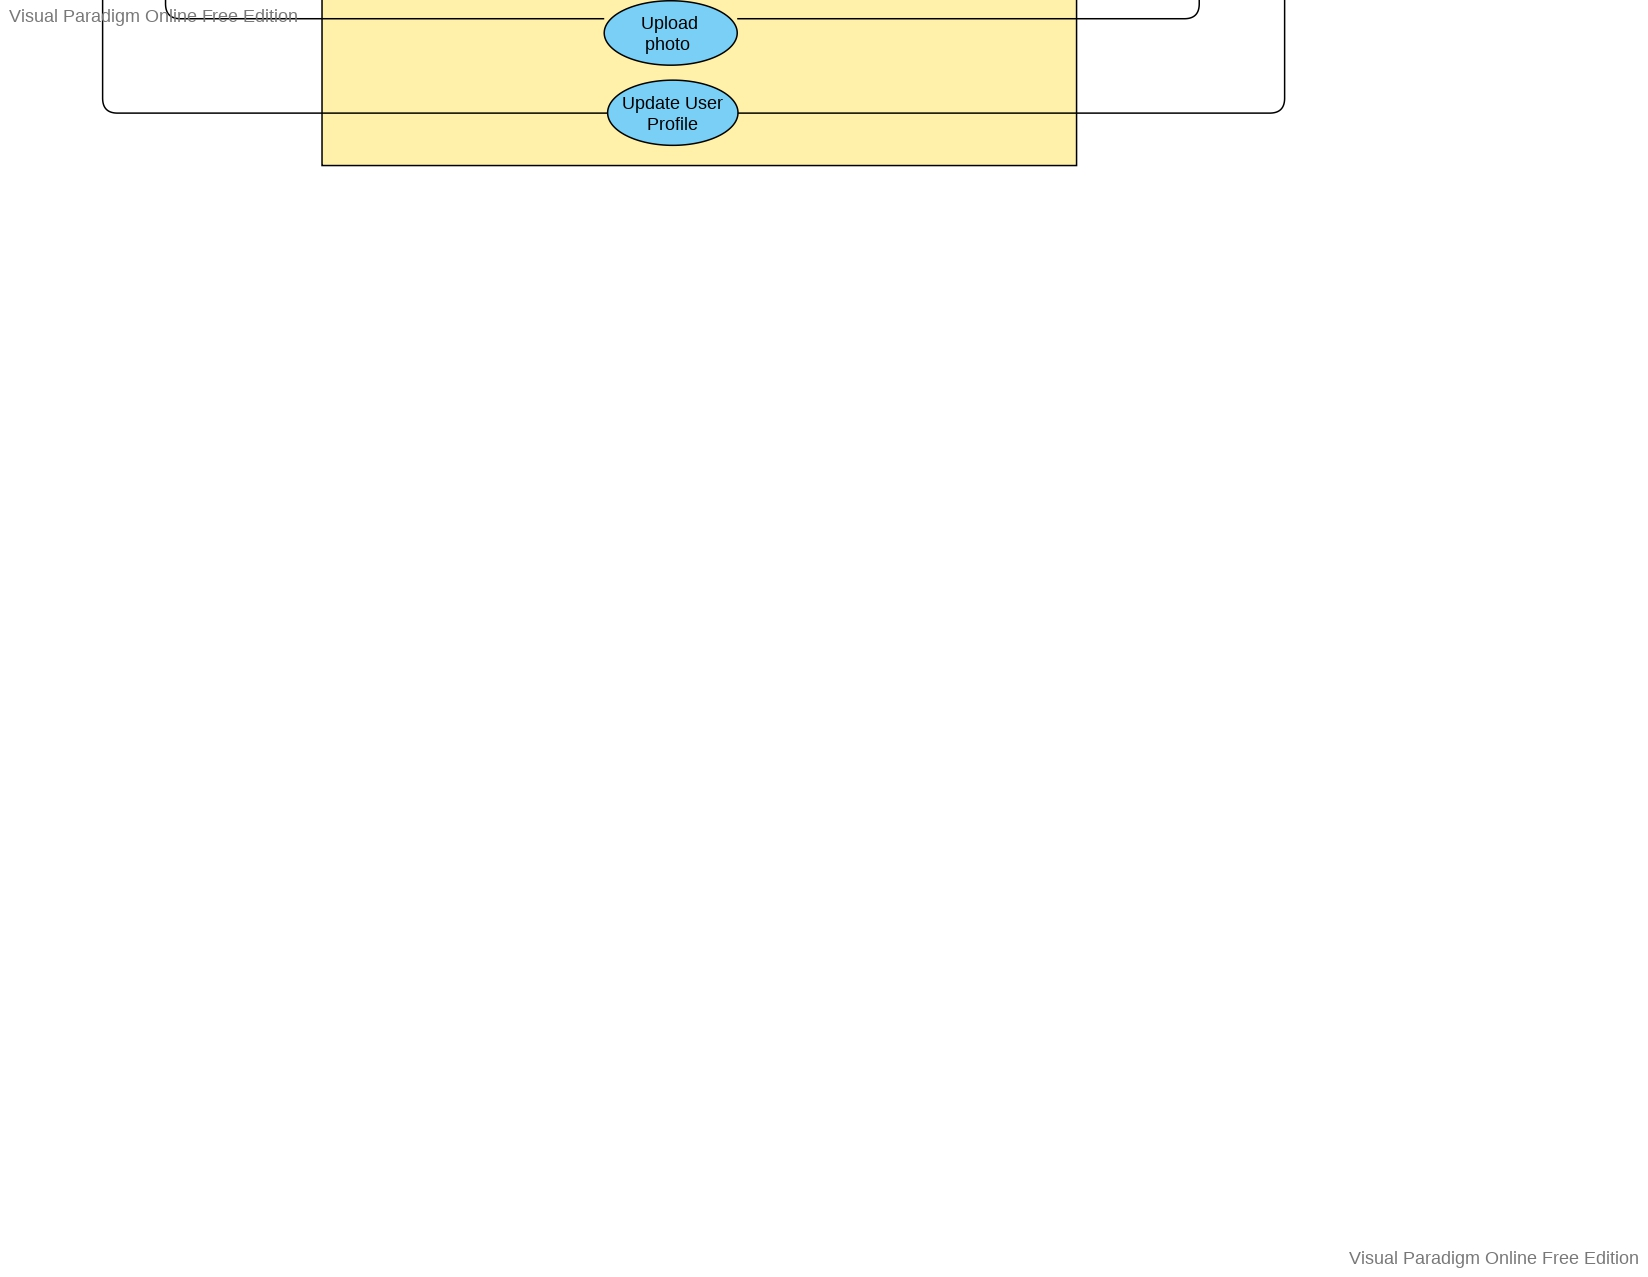 Visual Paradigm Online Free Edition
Upload
photo
Update User
Profile
Visual Paradigm Online Free Edition